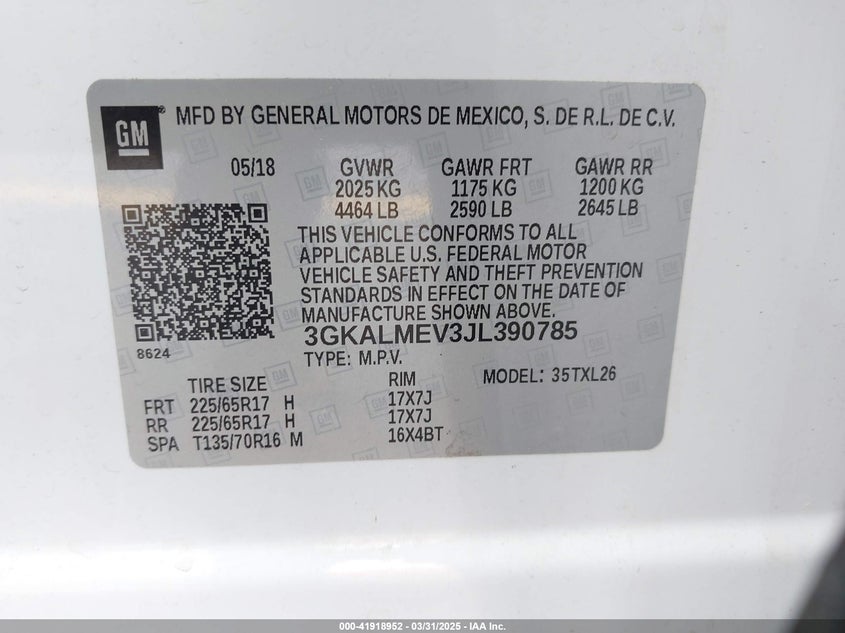 GM
MFD BY GENERAL MOTORS DE MEXICO, S. DE R.L. DE C.V.
05/18 GVWR GAWR FRT GAWR RR
2025 KG 1175 KG 1200 KG
4464 LB 2590 LB 2645 LB
THIS VEHICLE CONFORMS TO ALL
APPLICABLE U.S. FEDERAL MOTOR
VEHICLE SAFETY AND THEFT PREVENTION
STANDARDS IN EFFECT ON THE DATE OF
MANUFACTURE SHOWN ABOVE.
3GKALMEV3JL390785
8624
TYPE: M.P.V. MODEL: 35TXL26
TIRE SIZE RIM
FRT 225/65R17 H 17X7J
RR 225/65R17 H 17X7J
SPA T135/70R16 M 16X4BT
000-41918952 - 03/31/2025 - IAA Inc.